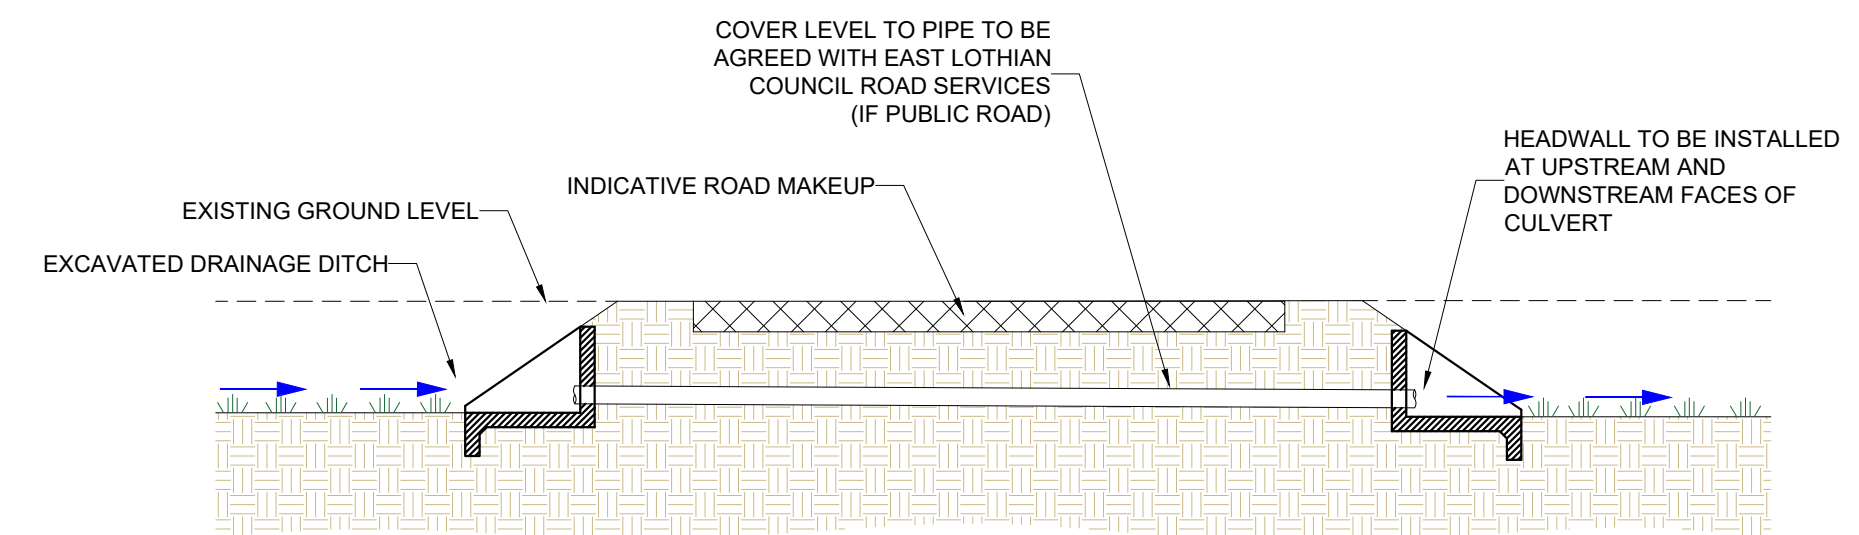 COVER LEVEL TO PIPE TO BE
AGREED WITH EAST LOTHIAN
COUNCIL ROAD SERVICES
(IF PUBLIC ROAD)
HEADWALL TO BE INSTALLED
AT UPSTREAM AND
DOWNSTREAM FACES OF
CULVERT
INDICATIVE ROAD MAKEUP
EXISTING GROUND LEVEL
EXCAVATED DRAINAGE DITCH